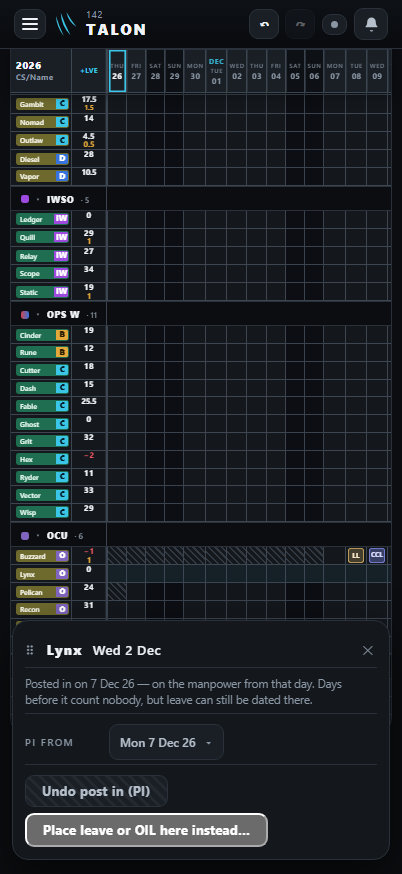 142
TALON
2026
CS/Name
+LVE
THU 26
FRI 27
SAT 28
SUN 29
MON 30
DEC TUE 01
WED 02
THU 03
FRI 04
SAT 05
SUN 06
MON 07
TUE 08
WED 09
Gambit C 17.5 1.5
Nomad C 14
Outlaw C 4.5 0.5
Diesel D 28
Vapor D 10.5
· IWSO · 5
Ledger IW 0
Quill IW 29 1
Relay IW 27
Scope IW 34
Static IW 19 1
· OPS W · 11
Cinder B 19
Rune B 12
Cutter C 18
Dash C 15
Fable C 25.5
Ghost C 0
Grit C 32
Hex C -2
Ryder C 11
Vector C 33
Wisp C 29
· OCU · 6
Buzzard O -1 1 LL CCL
Lynx O 0
Pelican O 24
Recon O 31
Lynx Wed 2 Dec
Posted in on 7 Dec 26 — on the manpower from that day. Days
before it count nobody, but leave can still be dated there.
PI FROM Mon 7 Dec 26
Undo post in (PI)
Place leave or OIL here instead...